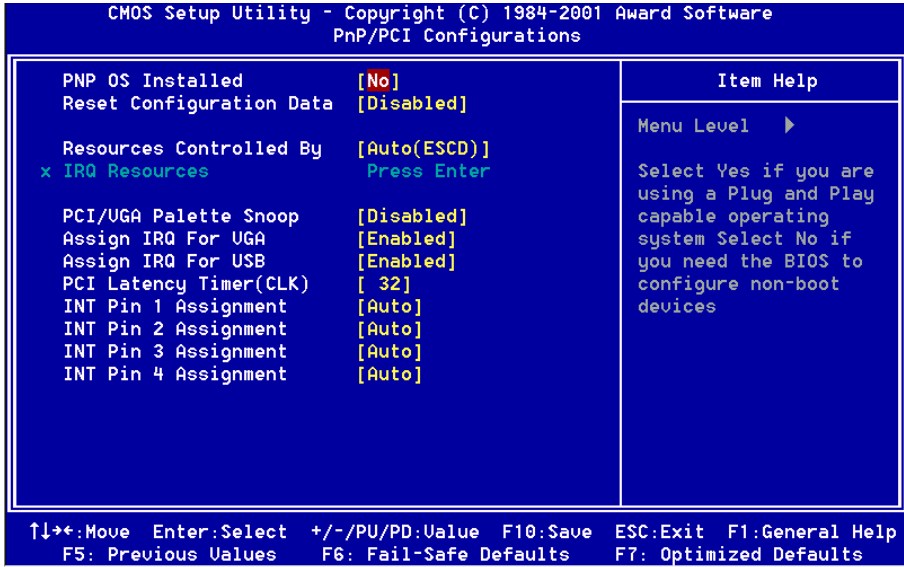 CMOS Setup Utility - Copyright (C) 1984-2001 Award Software
PnP/PCI Configurations
PNP OS Installed [No]
Reset Configuration Data [Disabled]
Resources Controlled By [Auto(ESCD)]
x IRQ Resources Press Enter
PCI/VGA Palette Snoop [Disabled]
Assign IRQ For VGA [Enabled]
Assign IRQ For USB [Enabled]
PCI Latency Timer(CLK) [ 32]
INT Pin 1 Assignment [Auto]
INT Pin 2 Assignment [Auto]
INT Pin 3 Assignment [Auto]
INT Pin 4 Assignment [Auto]
Item Help
Menu Level ▶
Select Yes if you are
using a Plug and Play
capable operating
system Select No if
you need the BIOS to
configure non-boot
devices
↑↓→←:Move Enter:Select +/-/PU/PD:Value F10:Save ESC:Exit F1:General Help
F5: Previous Values F6: Fail-Safe Defaults F7: Optimized Defaults